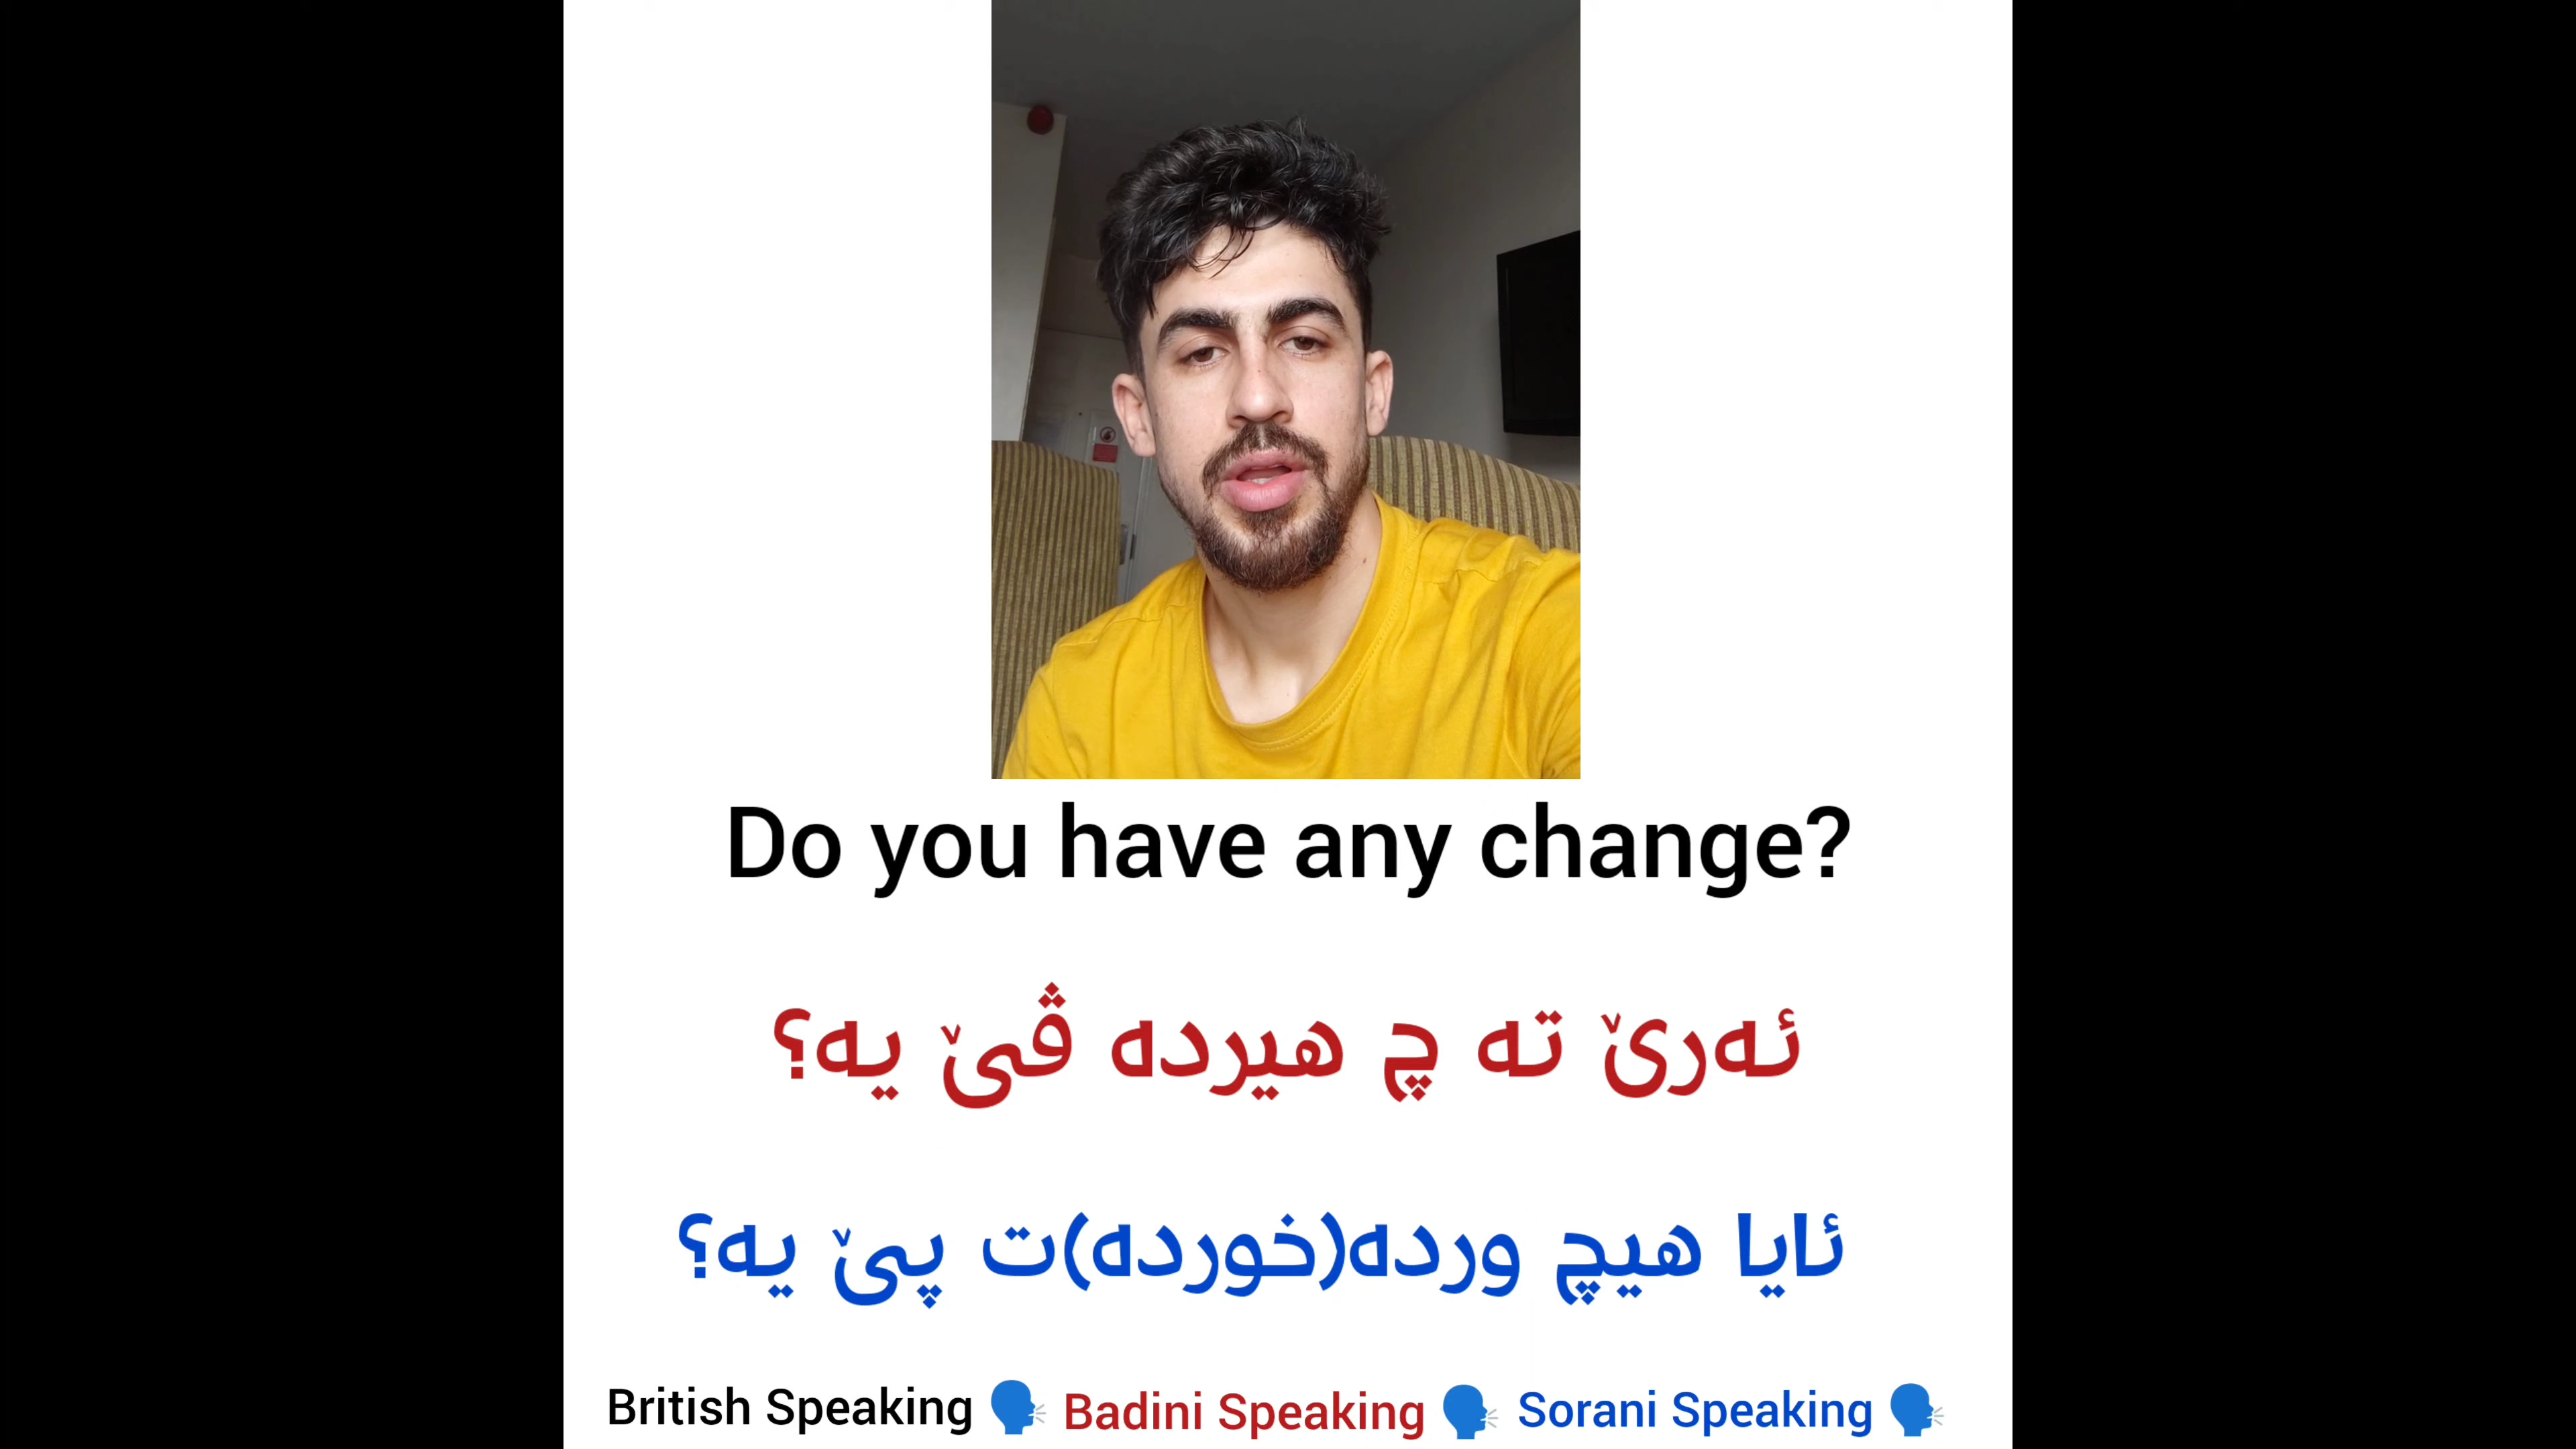 Do you have any change?
ئەرێ تە چ هیردە ڤێ یە؟
ئایا هیچ وردە(خوردە)ت پێ یە؟
British Speaking 🗣 Badini Speaking 🗣 Sorani Speaking 🗣